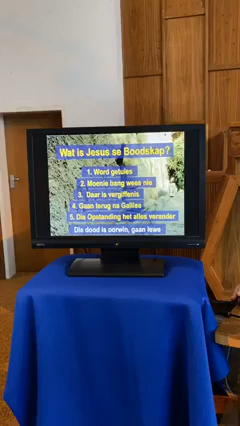 Wat is Jesus se Boodskap?
1. Word getuies
2. Moenie bang wees nie
3. Daar is vergifenis
4. Gaan terug na Galilea
5. Die Opstanding het alles verander
Die dood is oorwin, gaan lewe